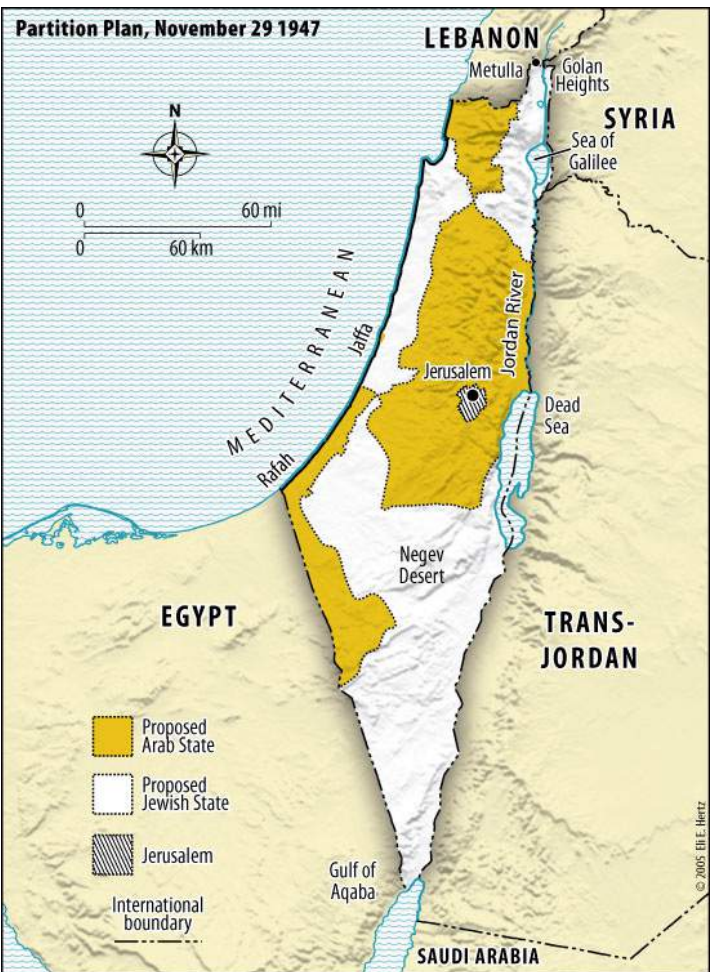 Partition Plan, November 29 1947
LEBANON
Metulla
Golan
Heights
SYRIA
Sea of
Galilee
N
0
60 mi
0
60 km
MEDITERRANEAN
Jaffa
Jordan River
Jerusalem
Dead
Sea
Rafah
Negev
Desert
EGYPT
TRANS-
JORDAN
Proposed
Arab State
Proposed
Jewish State
Jerusalem
International
boundary
Gulf of
Aqaba
SAUDI ARABIA
© 2005 Eli E. Hertz